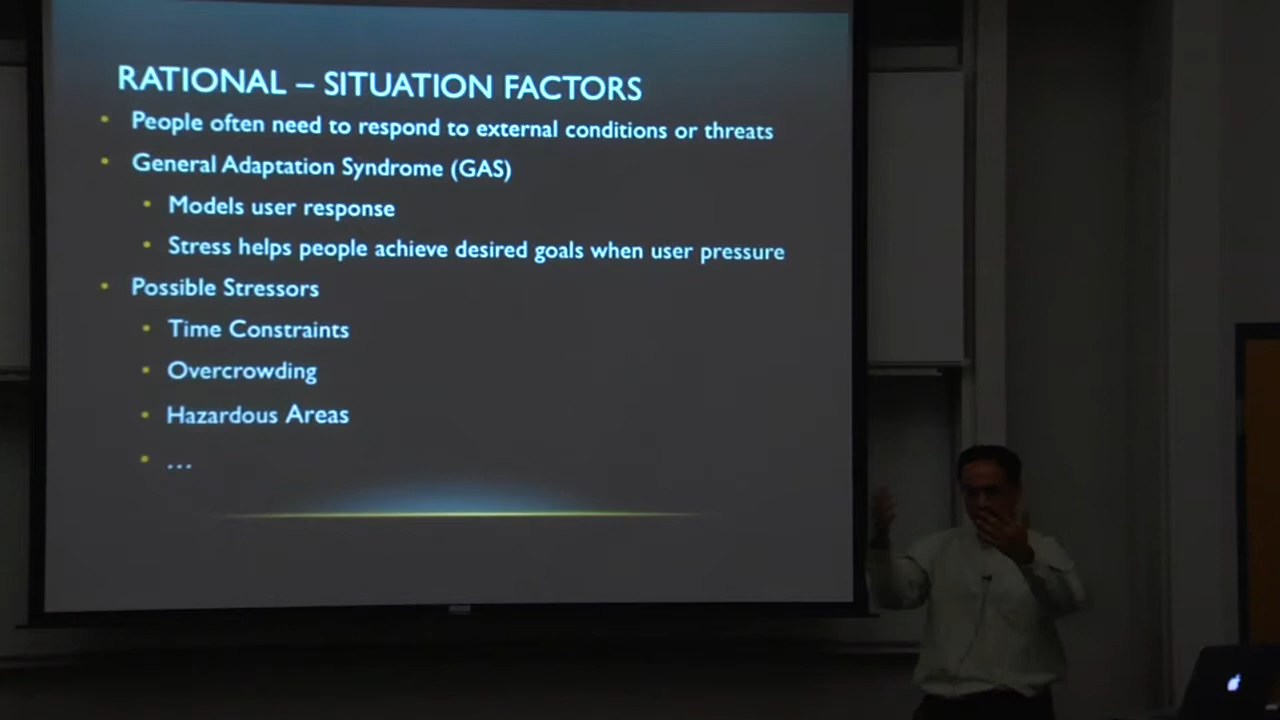 RATIONAL – SITUATION FACTORS
• People often need to respond to external conditions or threats
• General Adaptation Syndrome (GAS)
• Models user response
• Stress helps people achieve desired goals when user pressure
• Possible Stressors
• Time Constraints
• Overcrowding
• Hazardous Areas
• ...